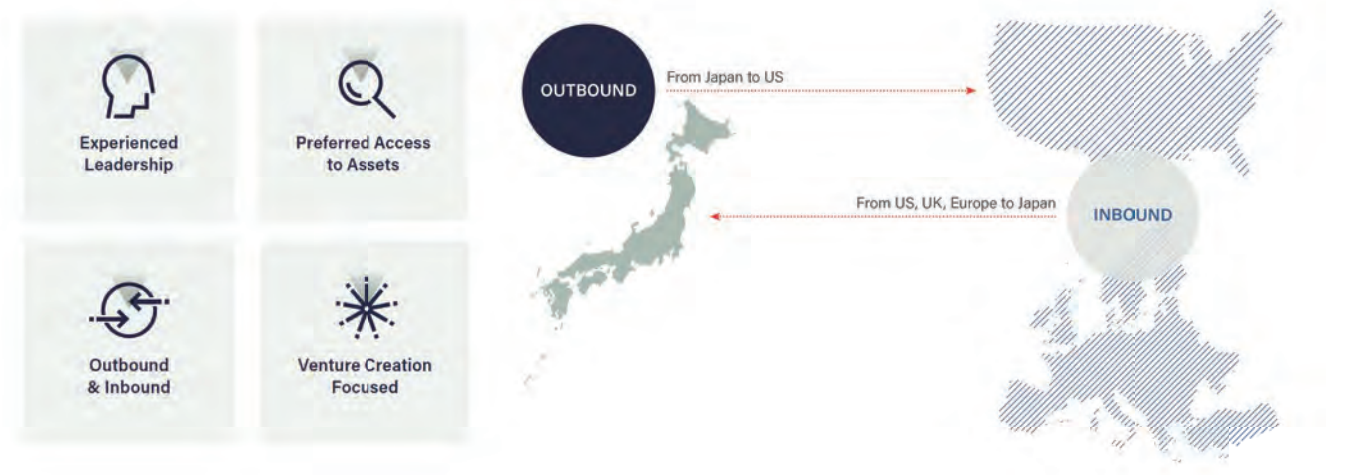 Experienced
Leadership
Preferred Access
to Assets
Outbound
& Inbound
Venture Creation
Focused
OUTBOUND
From Japan to US
From US, UK, Europe to Japan
INBOUND